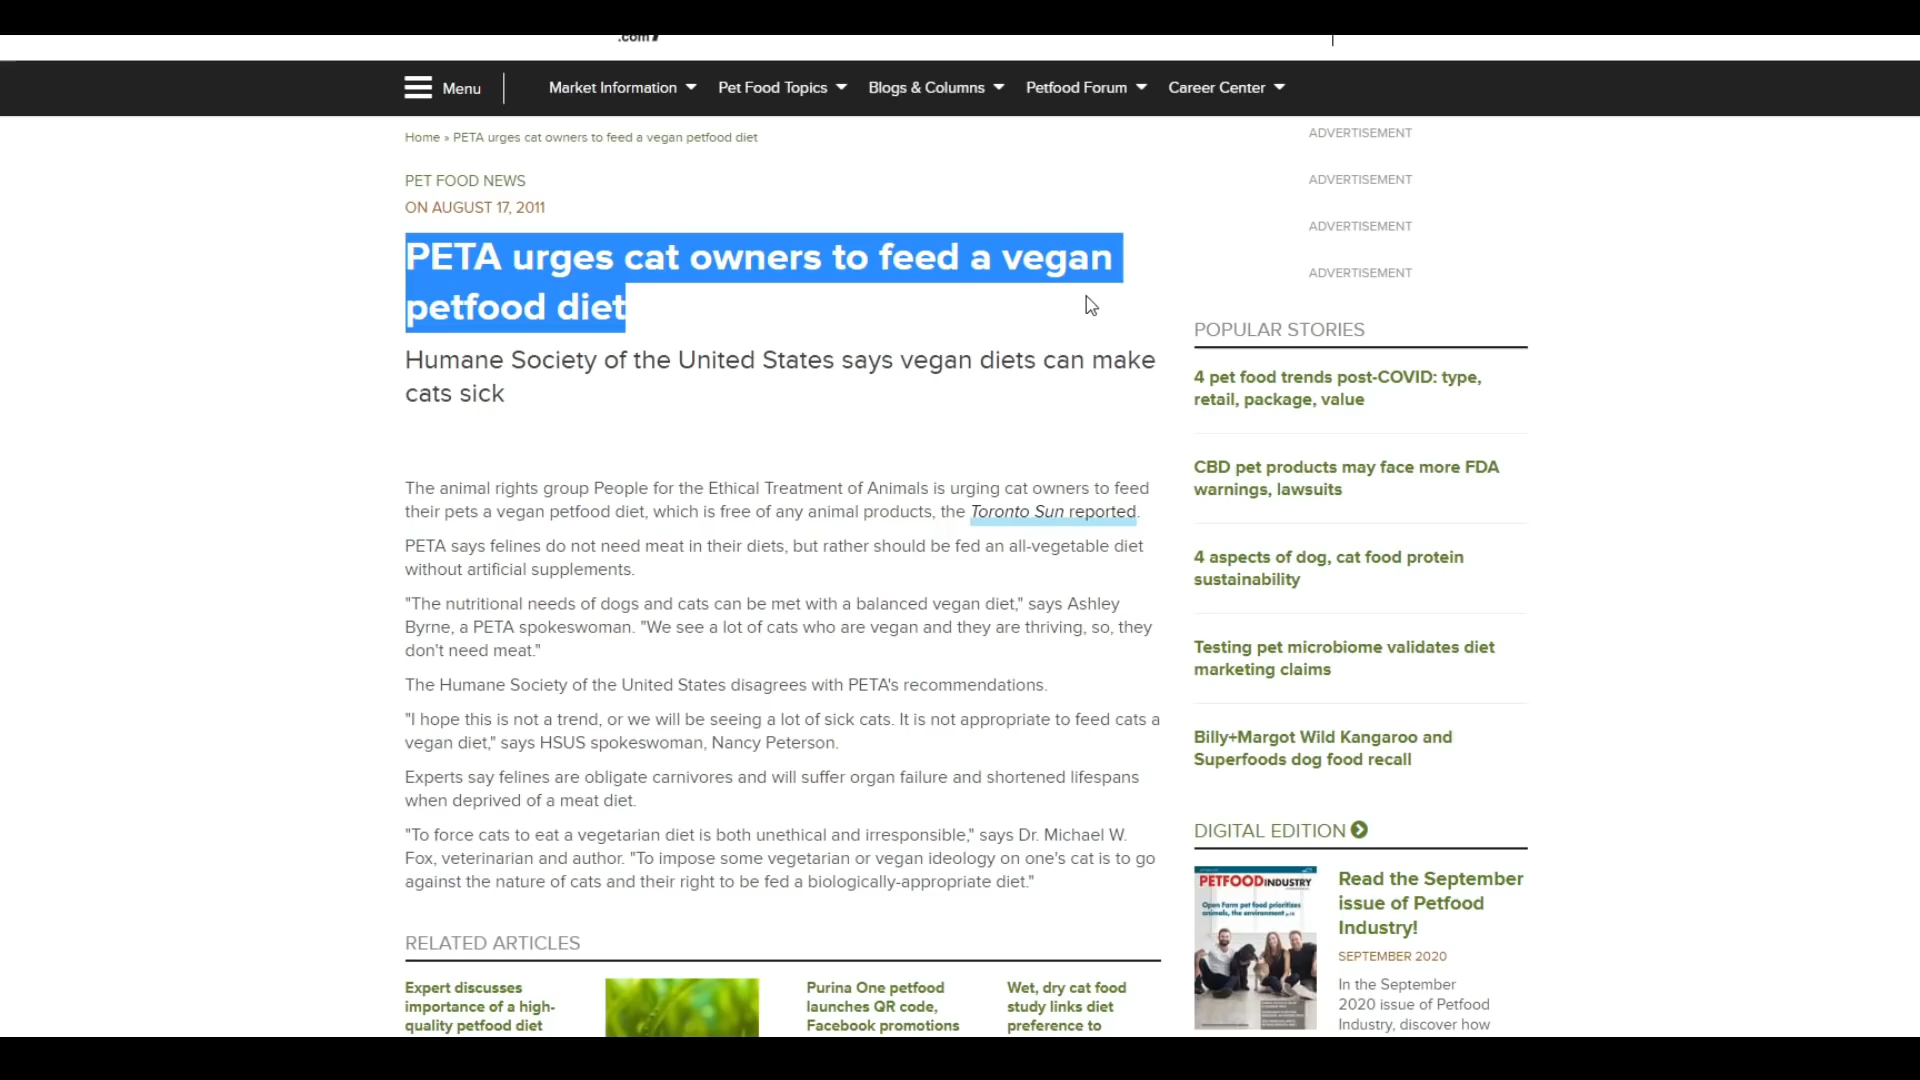 .com
Menu
Market Information
Pet Food Topics
Blogs & Columns
Petfood Forum
Career Center
Home » PETA urges cat owners to feed a vegan petfood diet
PET FOOD NEWS
ON AUGUST 17, 2011
PETA urges cat owners to feed a vegan
petfood diet
Humane Society of the United States says vegan diets can make
cats sick
The animal rights group People for the Ethical Treatment of Animals is urging cat owners to feed
their pets a vegan petfood diet, which is free of any animal products, the Toronto Sun reported.
PETA says felines do not need meat in their diets, but rather should be fed an all-vegetable diet
without artificial supplements.
"The nutritional needs of dogs and cats can be met with a balanced vegan diet," says Ashley
Byrne, a PETA spokeswoman. "We see a lot of cats who are vegan and they are thriving, so, they
don't need meat."
The Humane Society of the United States disagrees with PETA's recommendations.
"I hope this is not a trend, or we will be seeing a lot of sick cats. It is not appropriate to feed cats a
vegan diet," says HSUS spokeswoman, Nancy Peterson.
Experts say felines are obligate carnivores and will suffer organ failure and shortened lifespans
when deprived of a meat diet.
"To force cats to eat a vegetarian diet is both unethical and irresponsible," says Dr. Michael W.
Fox, veterinarian and author. "To impose some vegetarian or vegan ideology on one's cat is to go
against the nature of cats and their right to be fed a biologically-appropriate diet."
RELATED ARTICLES
Expert discusses
importance of a high-
quality petfood diet
Purina One petfood
launches QR code,
Facebook promotions
Wet, dry cat food
study links diet
preference to
ADVERTISEMENT
ADVERTISEMENT
ADVERTISEMENT
ADVERTISEMENT
POPULAR STORIES
4 pet food trends post-COVID: type,
retail, package, value
CBD pet products may face more FDA
warnings, lawsuits
4 aspects of dog, cat food protein
sustainability
Testing pet microbiome validates diet
marketing claims
Billy+Margot Wild Kangaroo and
Superfoods dog food recall
DIGITAL EDITION
PETFOOD INDUSTRY
Open Farm pet food prioritizes
animals, the environment
Read the September
issue of Petfood
Industry!
SEPTEMBER 2020
In the September
2020 issue of Petfood
Industry, discover how